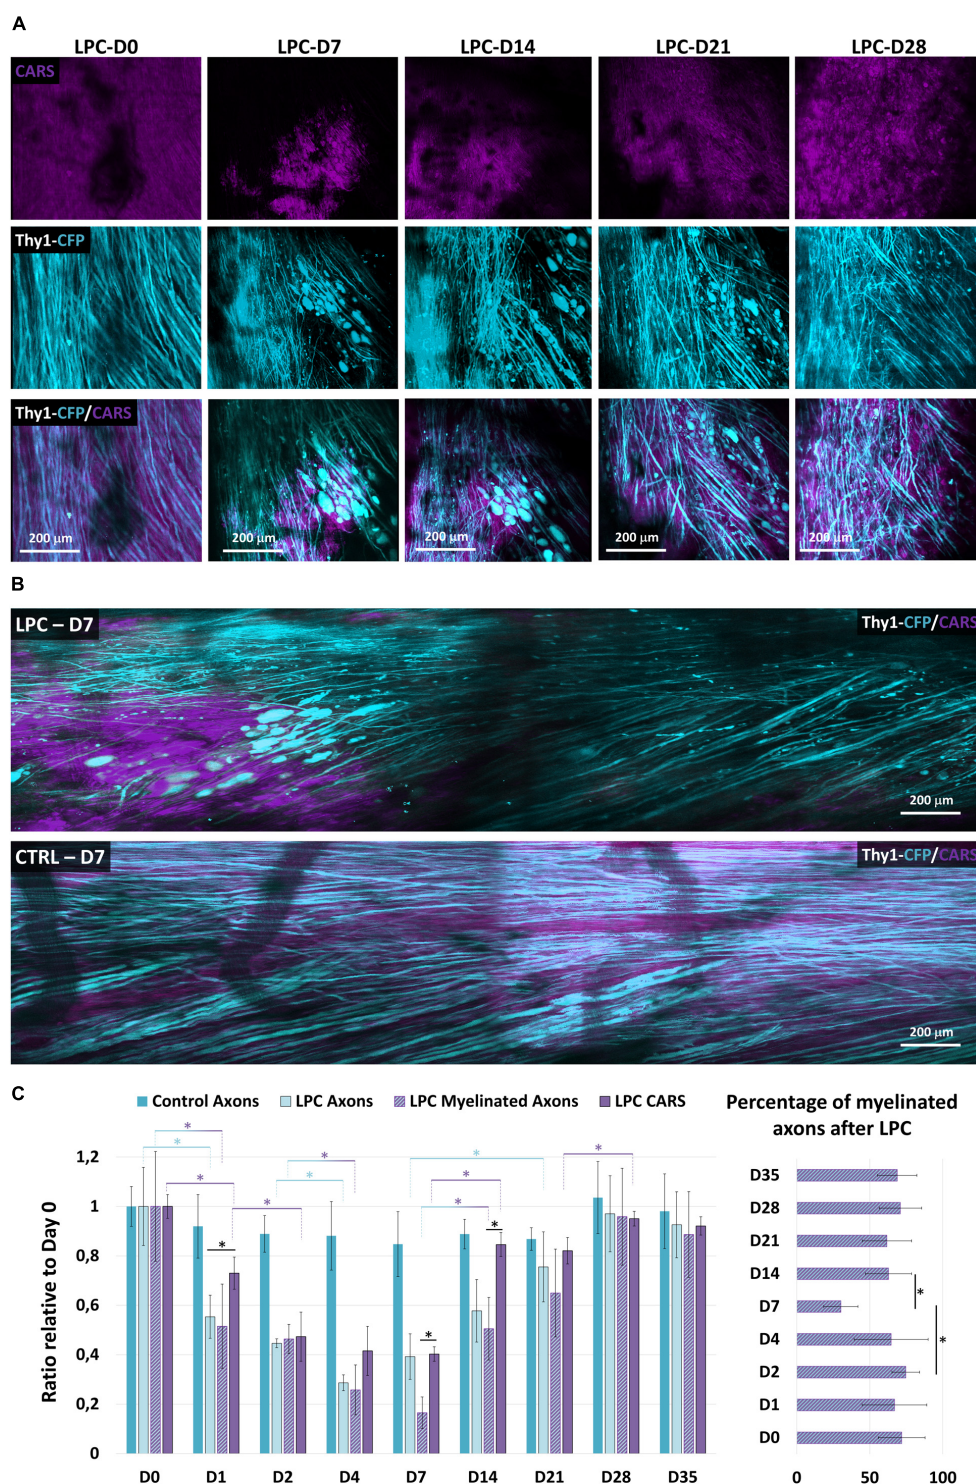 A
LPC-D0 LPC-D7 LPC-D14 LPC-D21 LPC-D28
CARS
Thy1-CFP
Thy1-CFP/CARS
200 µm 200 µm 200 µm 200 µm 200 µm
B
LPC – D7 Thy1-CFP/CARS
200 µm
CTRL – D7 Thy1-CFP/CARS
200 µm
C
Control Axons LPC Axons LPC Myelinated Axons LPC CARS
Ratio relative to Day 0
1,2
1
0,8
0,6
0,4
0,2
0
* * * * * * * * * * * * *
D0 D1 D2 D4 D7 D14 D21 D28 D35
Percentage of myelinated
axons after LPC
D35
D28
D21
D14
D7
D4
D2
D1
D0
* *
0 50 100